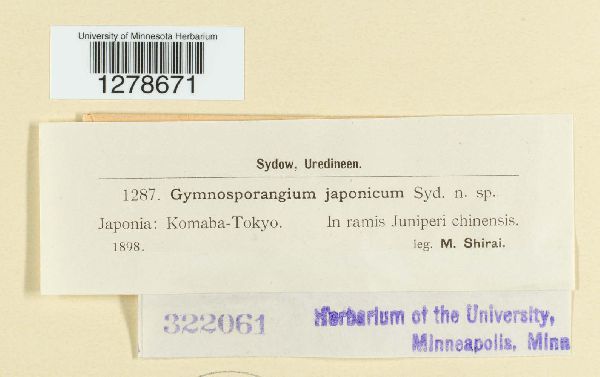 University of Minnesota Herbarium
1278671
Sydow, Uredineen.
1287. Gymnosporangium japonicum Syd. n. sp.
Japonia: Komaba-Tokyo. In ramis Juniperi chinensis.
1898. leg. M. Shirai.
322061 Herbarium of the University,
Minneapolis, Minn